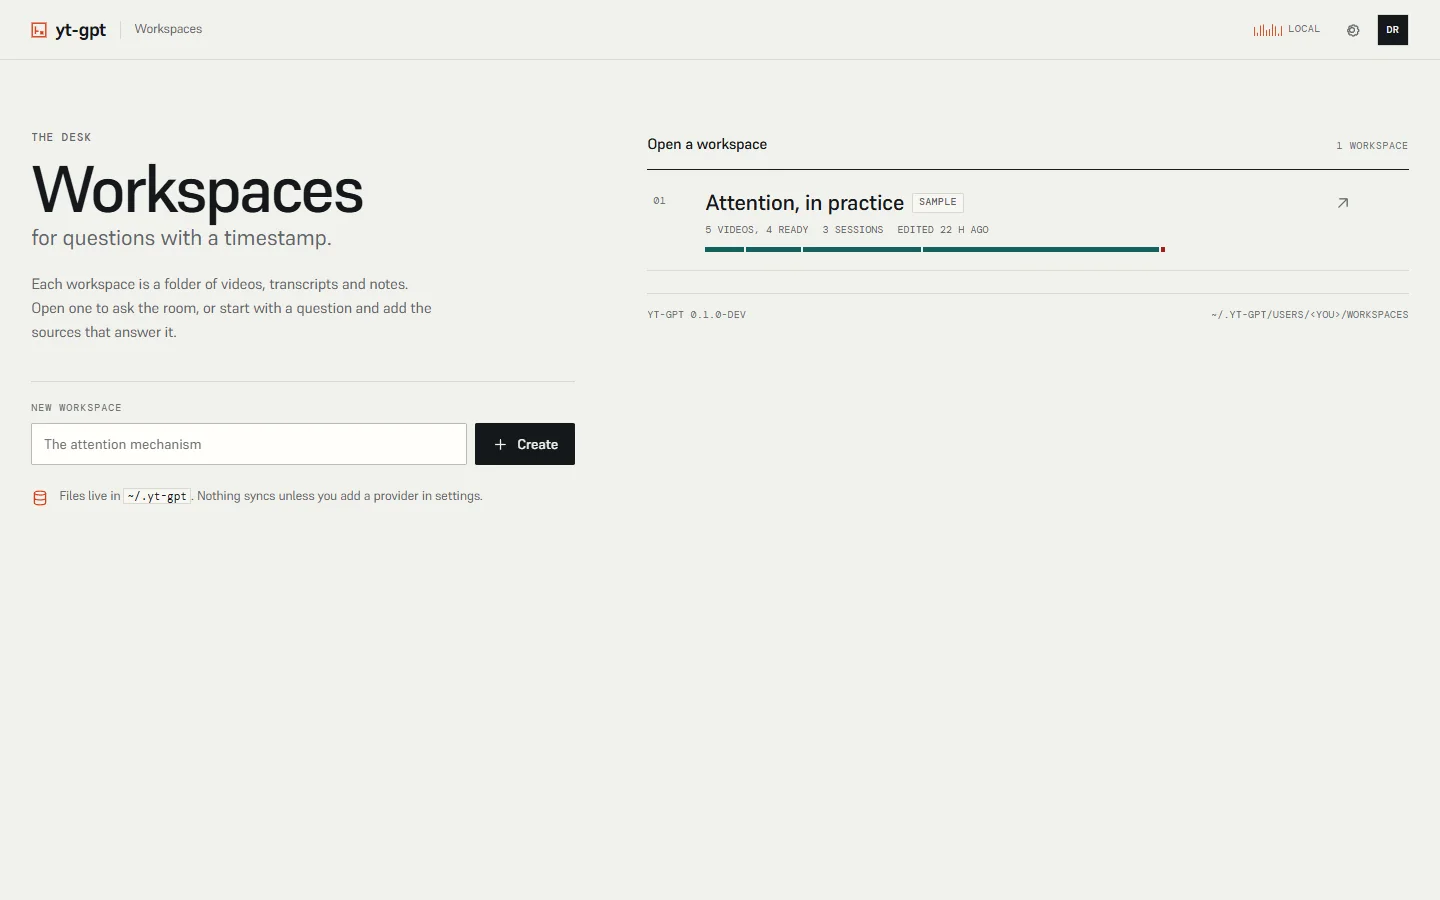 yt-gpt
Workspaces
LOCAL
DR
THE DESK
Workspaces
for questions with a timestamp.
Each workspace is a folder of videos, transcripts and notes.
Open one to ask the room, or start with a question and add the
sources that answer it.
NEW WORKSPACE
The attention mechanism
Create
Files live in ~/.yt-gpt. Nothing syncs unless you add a provider in settings.
Open a workspace
1 WORKSPACE
01
Attention, in practice SAMPLE
5 VIDEOS, 4 READY 3 SESSIONS EDITED 22 H AGO
YT-GPT 0.1.0-DEV
~/.YT-GPT/USERS/<YOU>/WORKSPACES